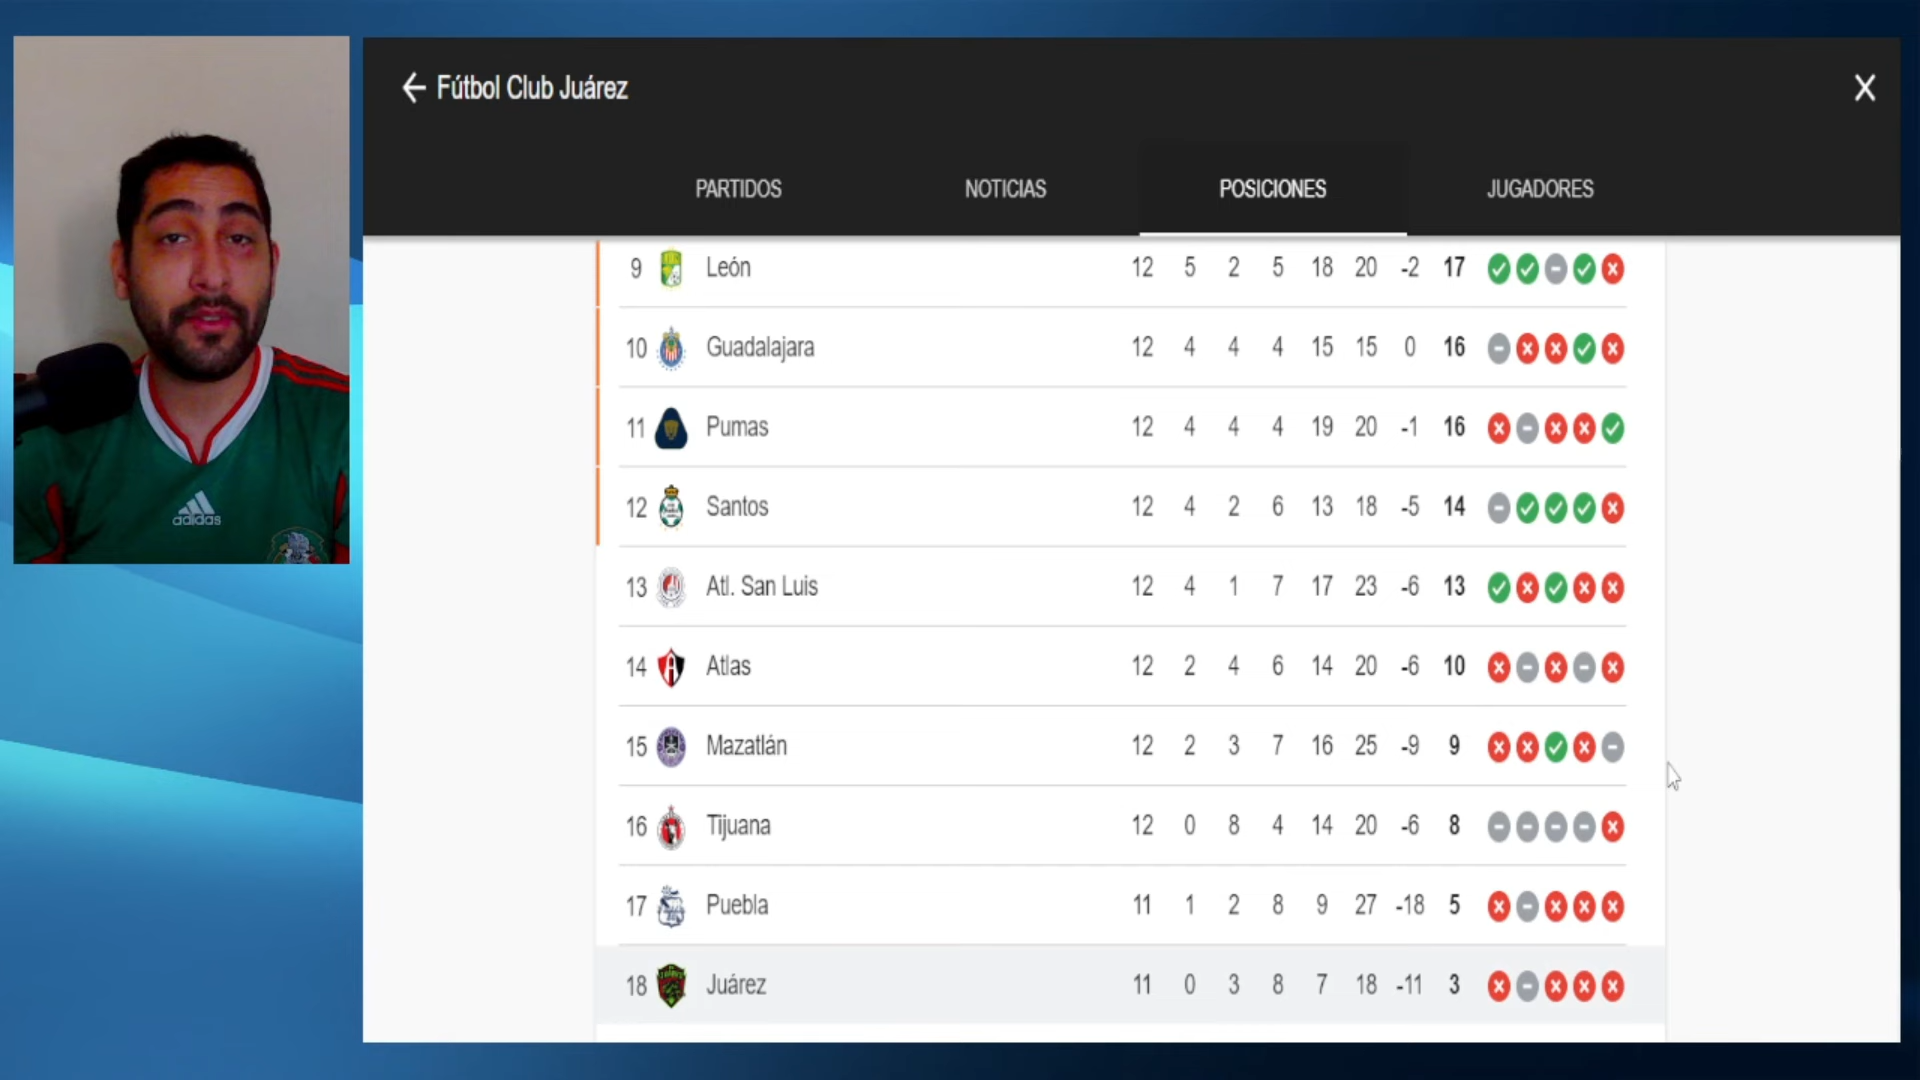 ← Fútbol Club Juárez X
PARTIDOS NOTICIAS POSICIONES JUGADORES
9 León 12 5 2 5 18 20 -2 17
10 Guadalajara 12 4 4 4 15 15 0 16
11 Pumas 12 4 4 4 19 20 -1 16
12 Santos 12 4 2 6 13 18 -5 14
13 Atl. San Luis 12 4 1 7 17 23 -6 13
14 Atlas 12 2 4 6 14 20 -6 10
15 Mazatlán 12 2 3 7 16 25 -9 9
16 Tijuana 12 0 8 4 14 20 -6 8
17 Puebla 11 1 2 8 9 27 -18 5
18 Juárez 11 0 3 8 7 18 -11 3
adidas